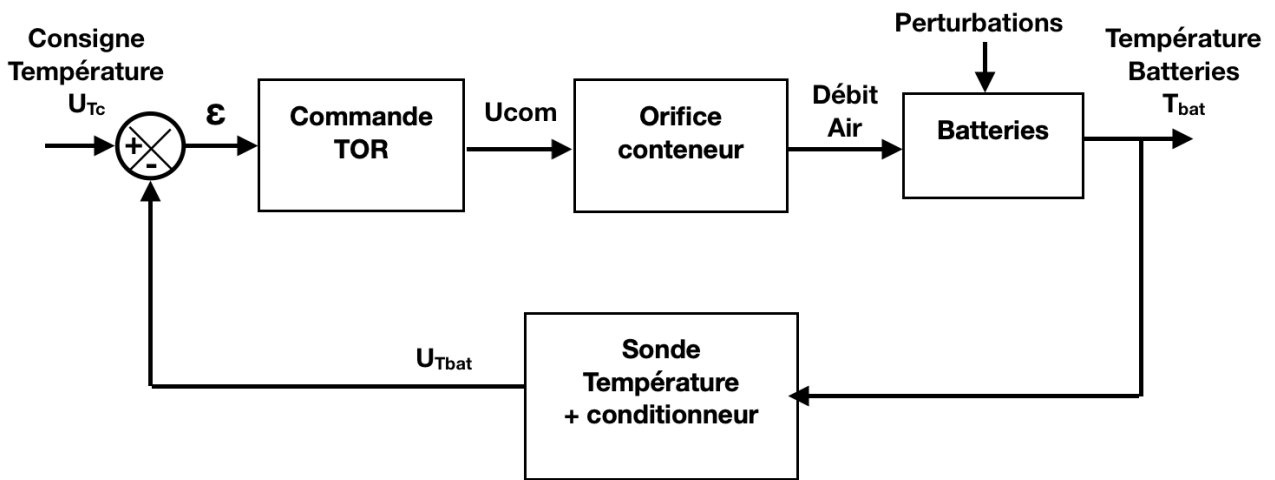 Consigne
Température
UTc
+
-
ε
Commande
TOR
Ucom
Orifice
conteneur
Débit
Air
Perturbations
Batteries
Température
Batteries
Tbat
UTbat
Sonde
Température
+ conditionneur